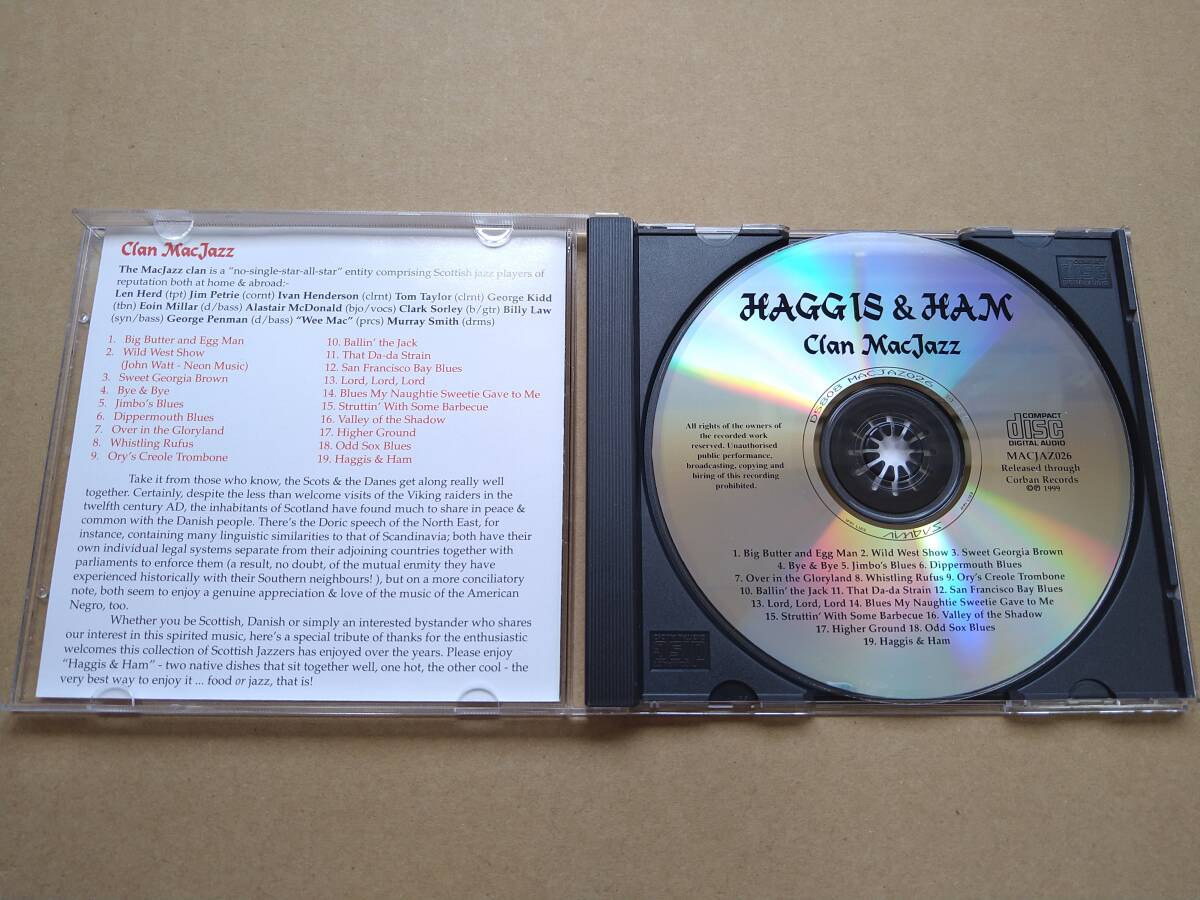 Clan MacJazz
The MacJazz clan is a "no-single-star-all-star" entity comprising Scottish jazz players of
reputation both at home & abroad:-
Len Herd (tpt) Jim Petrie (cornt) Ivan Henderson (clrnt) Tom Taylor (clrnt) George Kidd
(tbn) Eoin Millar (d/bass) Alastair McDonald (bjo/vocs) Clark Sorley (b/gtr) Billy Law
(syn/bass) George Penman (d/bass) "Wee Mac" (prcs) Murray Smith (drms)
1. Big Butter and Egg Man
2. Wild West Show
(John Watt - Neon Music)
3. Sweet Georgia Brown
4. Bye & Bye
5. Jimbo's Blues
6. Dippermouth Blues
7. Over in the Gloryland
8. Whistling Rufus
9. Ory's Creole Trombone
10. Ballin' the Jack
11. That Da-da Strain
12. San Francisco Bay Blues
13. Lord, Lord, Lord
14. Blues My Naughtie Sweetie Gave to Me
15. Struttin' With Some Barbecue
16. Valley of the Shadow
17. Higher Ground
18. Odd Sox Blues
19. Haggis & Ham
Take it from those who know, the Scots & the Danes get along really well
together. Certainly, despite the less than welcome visits of the Viking raiders in the
twelfth century AD, the inhabitants of Scotland have found much to share in peace &
common with the Danish people. There's the Doric speech of the North East, for
instance, containing many linguistic similarities to that of Scandinavia; both have their
own individual legal systems separate from their adjoining countries together with
parliaments to enforce them (a result, no doubt, of the mutual enmity they have
experienced historically with their Southern neighbours! ), but on a more conciliatory
note, both seem to enjoy a genuine appreciation & love of the music of the American
Negro, too.
Whether you be Scottish, Danish or simply an interested bystander who shares
our interest in this spirited music, here's a special tribute of thanks for the enthusiastic
welcomes this collection of Scottish Jazzers has enjoyed over the years. Please enjoy
"Haggis & Ham" - two native dishes that sit together well, one hot, the other cool - the
very best way to enjoy it ... food or jazz, that is!
HAGGIS & HAM
Clan MacJazz
DS808 MACJAZ026
All rights of the owners of
the recorded work
reserved. Unauthorised
public performance,
broadcasting, copying and
hiring of this recording
prohibited.
COMPACT
disc
DIGITAL AUDIO
MACJAZ026
Released through
Corban Records
©℗ 1999
1. Big Butter and Egg Man 2. Wild West Show 3. Sweet Georgia Brown
4. Bye & Bye 5. Jimbo's Blues 6. Dippermouth Blues
7. Over in the Gloryland 8. Whistling Rufus 9. Ory's Creole Trombone
10. Ballin' the Jack 11. That Da-da Strain 12. San Francisco Bay Blues
13. Lord, Lord, Lord 14. Blues My Naughtie Sweetie Gave to Me
15. Struttin' With Some Barbecue 16. Valley of the Shadow
17. Higher Ground 18. Odd Sox Blues
19. Haggis & Ham